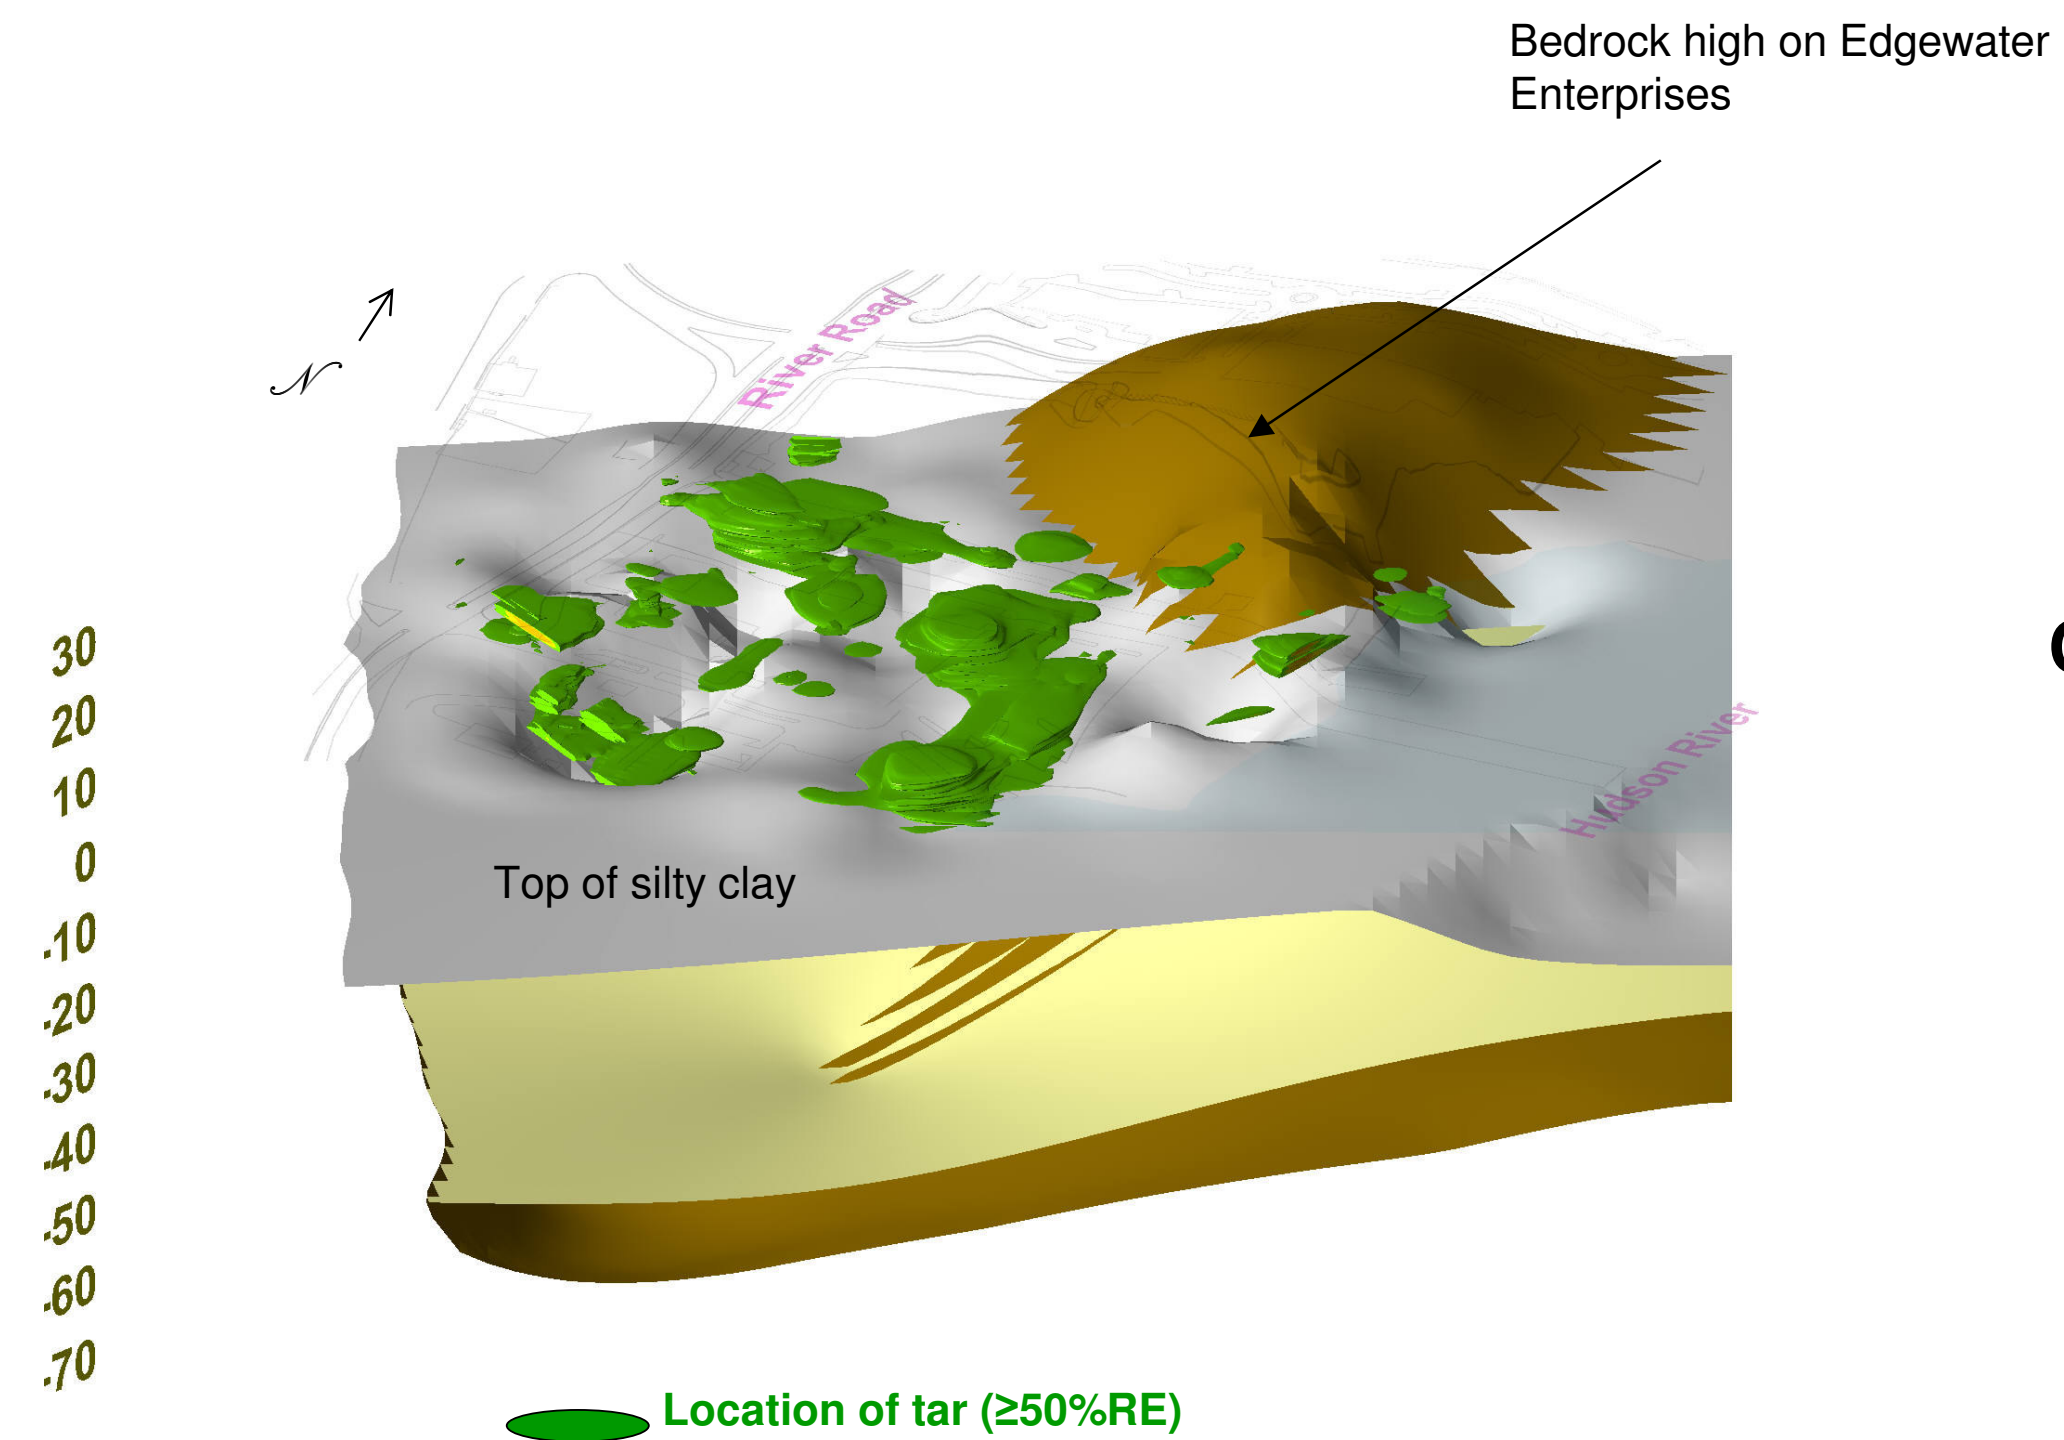 Bedrock high on Edgewater
Enterprises
N
River Road
30
20
10
0
-10
-20
-30
-40
-50
-60
-70
Hudson River
Top of silty clay
Location of tar (≥50%RE)